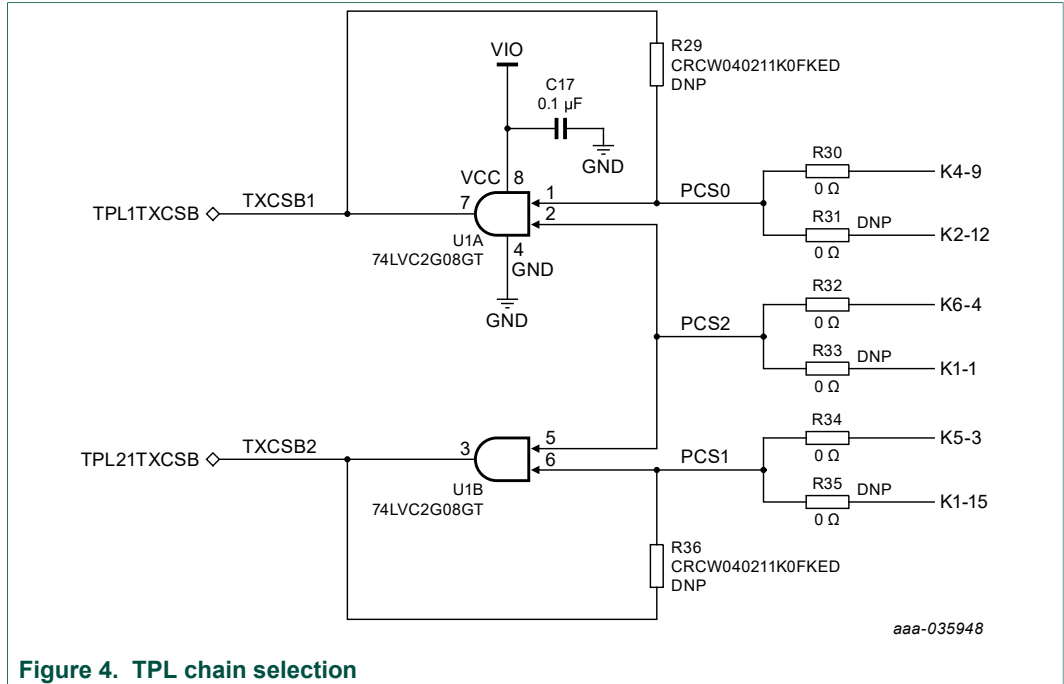 R29
CRCW040211K0FKED
DNP
VIO
C17
0.1 µF
GND
VCC
8
7
1
2
U1A
74LVC2G08GT
4
GND
GND
TPL1TXCSB
TXCSB1
PCS0
R30
0 Ω
K4-9
R31
DNP
0 Ω
K2-12
R32
0 Ω
K6-4
PCS2
R33
DNP
0 Ω
K1-1
R34
0 Ω
K5-3
TPL21TXCSB
TXCSB2
3
5
6
U1B
74LVC2G08GT
PCS1
R35
DNP
0 Ω
K1-15
R36
CRCW040211K0FKED
DNP
aaa-035948
Figure 4. TPL chain selection